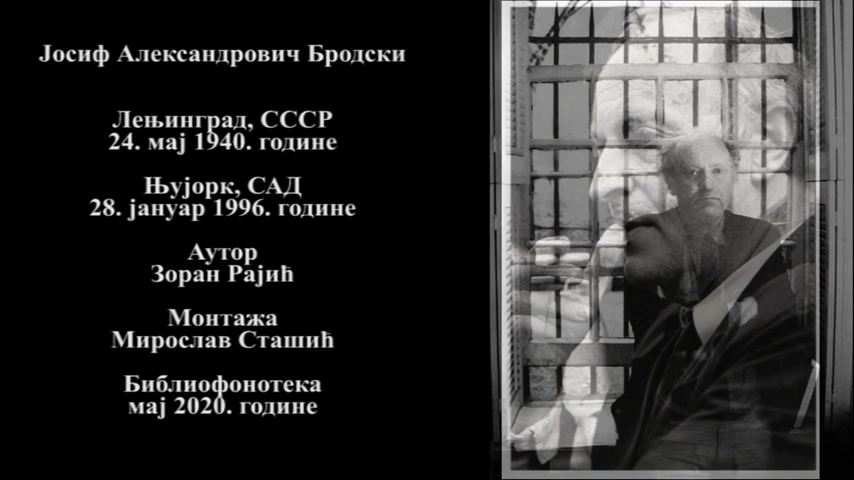 Јосиф Александрович Бродски
Лењинград, СССР
24. мај 1940. године
Њујорк, САД
28. јануар 1996. године
Аутор
Зоран Рајић
Монтажа
Мирослав Сташић
Библиофонотека
мај 2020. године